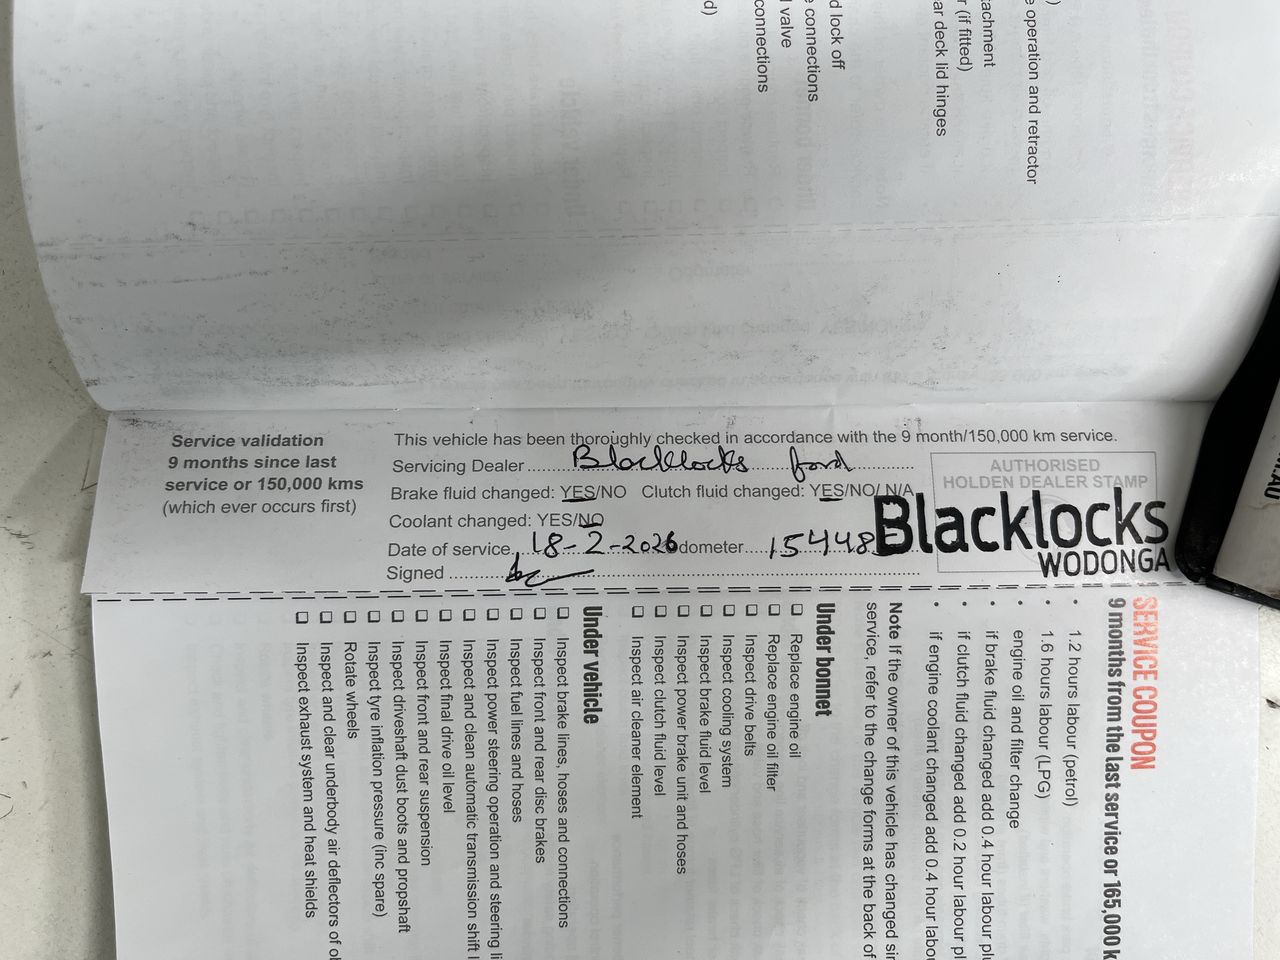 d)
connections
l valve
e connections
d lock off
ar deck lid hinges
r (if fitted)
tachment
e operation and retractor
)
Service validation
9 months since last
service or 150,000 kms
(which ever occurs first)
This vehicle has been thoroughly checked in accordance with the 9 month/150,000 km service.
Servicing Dealer Blacklocks ford
Brake fluid changed: YES/NO Clutch fluid changed: YES/NO/ N/A
Coolant changed: YES/NO
Date of service 18-2-2026 dometer 15448
Signed
AUTHORISED
HOLDEN DEALER STAMP
Blacklocks
WODONGA
SERVICE COUPON
9 months from the last service or 165,000 k
• 1.2 hours labour (petrol)
• 1.6 hours labour (LPG)
engine oil and filter change
• if brake fluid changed add 0.4 hour labour plu
• if clutch fluid changed add 0.2 hour labour pl
• if engine coolant changed add 0.4 hour labou
Note If the owner of this vehicle has changed sin
service, refer to the change forms at the back of
Under bonnet
❑ Replace engine oil
❑ Replace engine oil filter
❑ Inspect drive belts
❑ Inspect cooling system
❑ Inspect brake fluid level
❑ Inspect power brake unit and hoses
❑ Inspect clutch fluid level
❑ Inspect air cleaner element
Under vehicle
❑ Inspect brake lines, hoses and connections
❑ Inspect front and rear disc brakes
❑ Inspect fuel lines and hoses
❑ Inspect power steering operation and steering li
❑ Inspect and clean automatic transmission shift l
❑ Inspect final drive oil level
❑ Inspect front and rear suspension
❑ Inspect driveshaft dust boots and propshaft
❑ Inspect tyre inflation pressure (inc spare)
❑ Rotate wheels
❑ Inspect and clear underbody air deflectors of ob
❑ Inspect exhaust system and heat shields